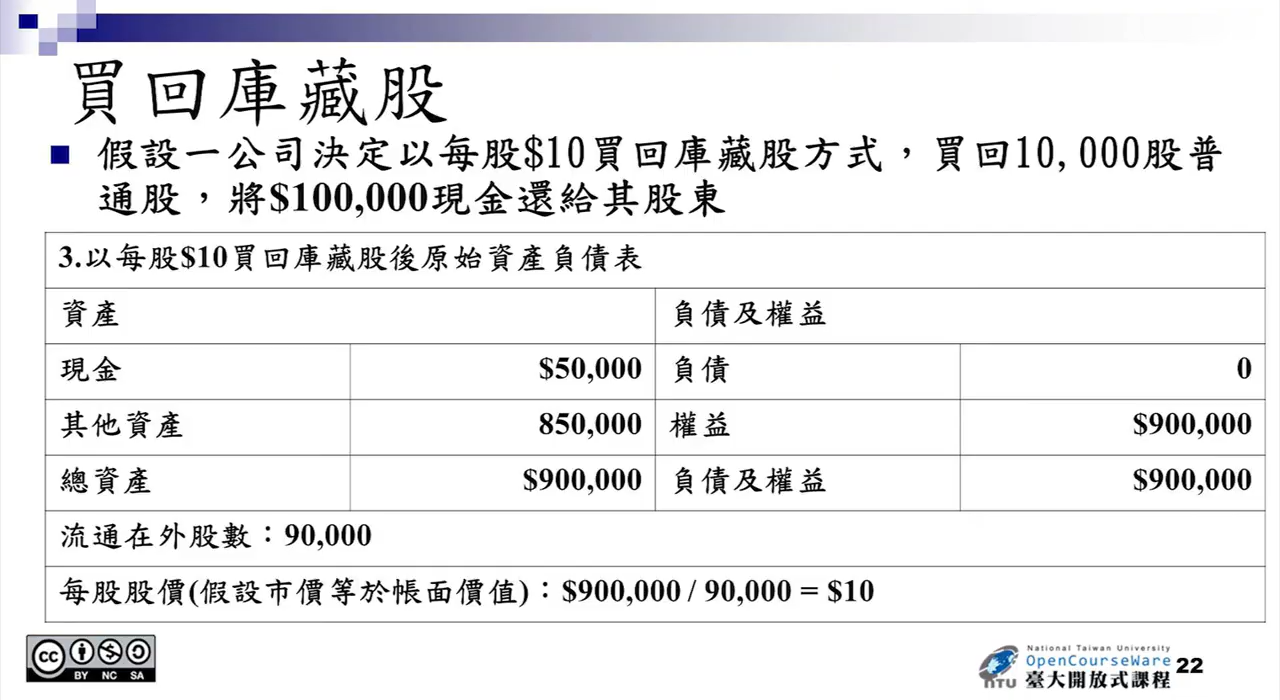 買回庫藏股
假設一公司決定以每股$10買回庫藏股方式，買回10,000股普
通股，將$100,000現金還給其股東
3.以每股$10買回庫藏股後原始資產負債表
資產 負債及權益
現金 $50,000 負債 0
其他資產 850,000 權益 $900,000
總資產 $900,000 負債及權益 $900,000
流通在外股數：90,000
每股股價(假設市價等於帳面價值)：$900,000 / 90,000 = $10
cc BY NC SA
National Taiwan University
OpenCourseWare
NTU 臺大開放式課程
22